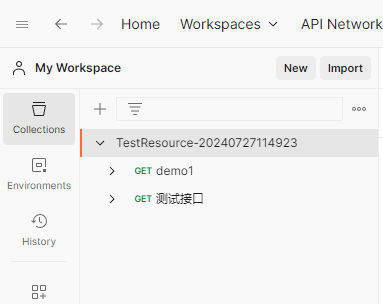 Home Workspaces API Network
My Workspace New Import
Collections
TestResource-20240727114923
GET demo1
Environments
GET 测试接口
History